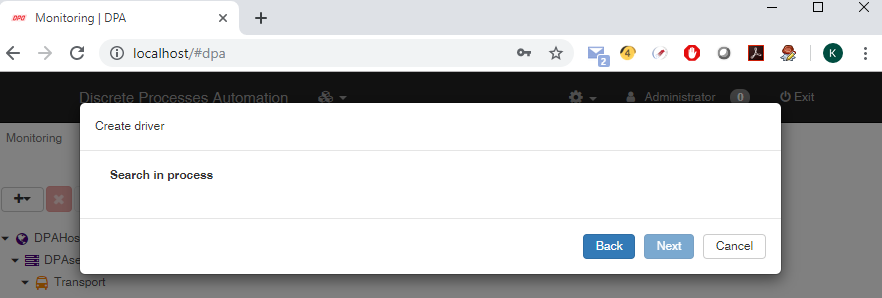 DPA Monitoring | DPA
localhost/#dpa
2
4
K
Discrete Processes Automation
Administrator 0 Exit
Create driver
Monitoring
Search in process
Back Next Cancel
DPAHos
DPAse
Transport